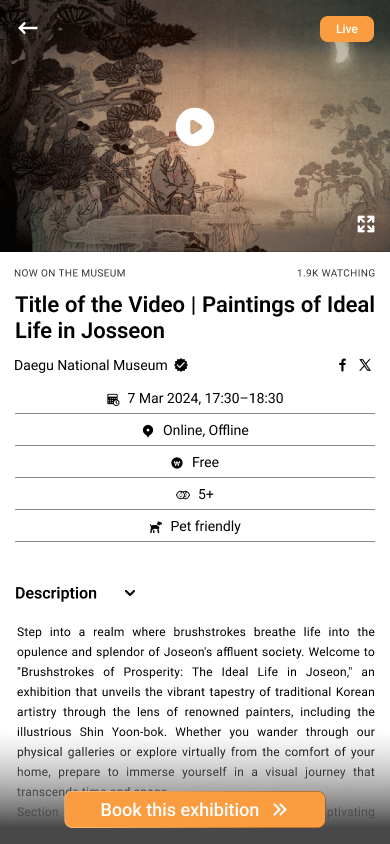 Live
NOW ON THE MUSEUM
1.9K WATCHING
Title of the Video | Paintings of Ideal
Life in Josseon
Daegu National Museum
7 Mar 2024, 17:30–18:30
Online, Offline
Free
5+
Pet friendly
Description
Step into a realm where brushstrokes breathe life into the
opulence and splendor of Joseon's affluent society. Welcome to
"Brushstrokes of Prosperity: The Ideal Life in Joseon," an
exhibition that unveils the vibrant tapestry of traditional Korean
artistry through the lens of renowned painters, including the
illustrious Shin Yoon-bok. Whether you wander through our
physical galleries or explore virtually from the comfort of your
home, prepare to immerse yourself in a visual journey that
transcends time and space.
Section
Book this exhibition